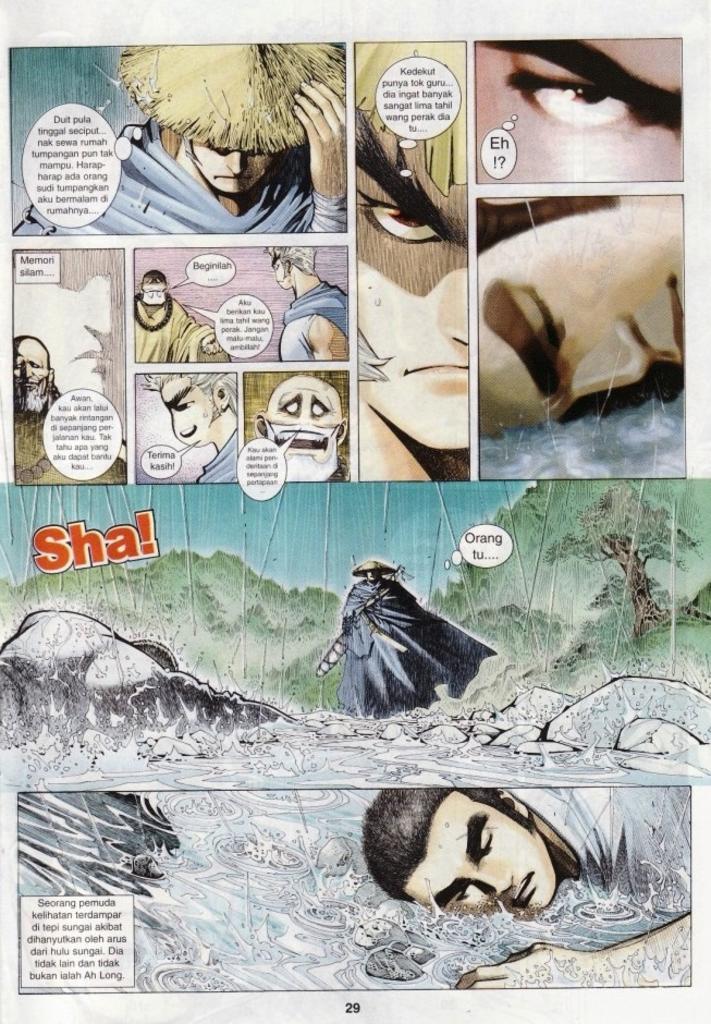 Duit pula
tinggal seciput...
nak sewa rumah
tumpangan pun tak
mampu. Harap-
harap ada orang
sudi tumpangkan
aku bermalam di
rumahnya....
Kedekut
punya tok guru...
dia ingat banyak
sangat lima tahil
wang perak dia
tu....
Eh
!?
Memori
silam....
Awan,
kau akan lalui
banyak rintangan
di sepanjang per-
jalanan kau. Tak
tahu apa yang
aku dapat bantu
kau....
Beginilah
....
Aku
berikan kau
lima tahil wang
perak. Jangan
malu-malu,
ambillah!
Terima
kasih!
Kau akan
alami pen-
deritaan di
sepanjang
pertapaan
....
Sha!
Orang
tu....
Seorang pemuda
kelihatan terdampar
di tepi sungai akibat
dihanyutkan oleh arus
dari hulu sungai. Dia
tidak lain dan tidak
bukan ialah Ah Long.
29